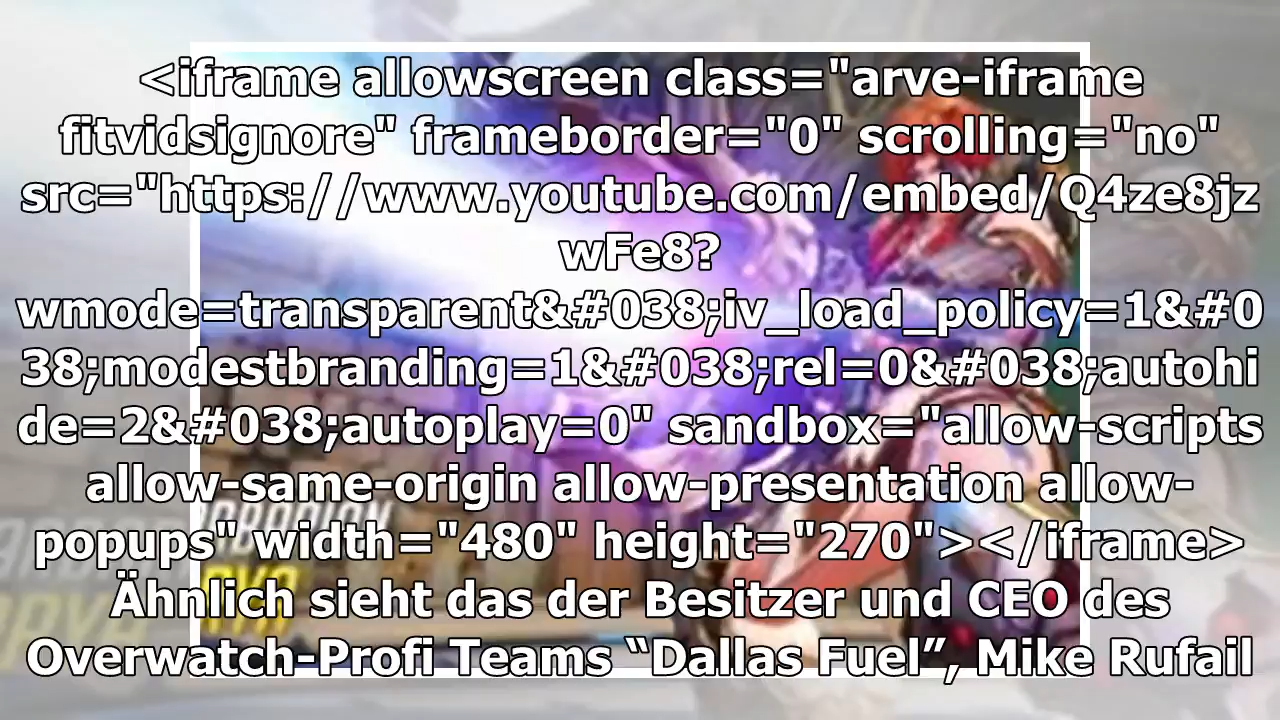 <iframe allowscreen class="arve-iframe
fitvidsignore" frameborder="0" scrolling="no"
src="https://www.youtube.com/embed/Q4ze8jz
wFe8?
wmode=transparent&#038;iv_load_policy=1&#0
38;modestbranding=1&#038;rel=0&#038;autohi
de=2&#038;autoplay=0" sandbox="allow-scripts
allow-same-origin allow-presentation allow-
popups" width="480" height="270"></iframe>
Ähnlich sieht das der Besitzer und CEO des
Overwatch-Profi Teams “Dallas Fuel”, Mike Rufail